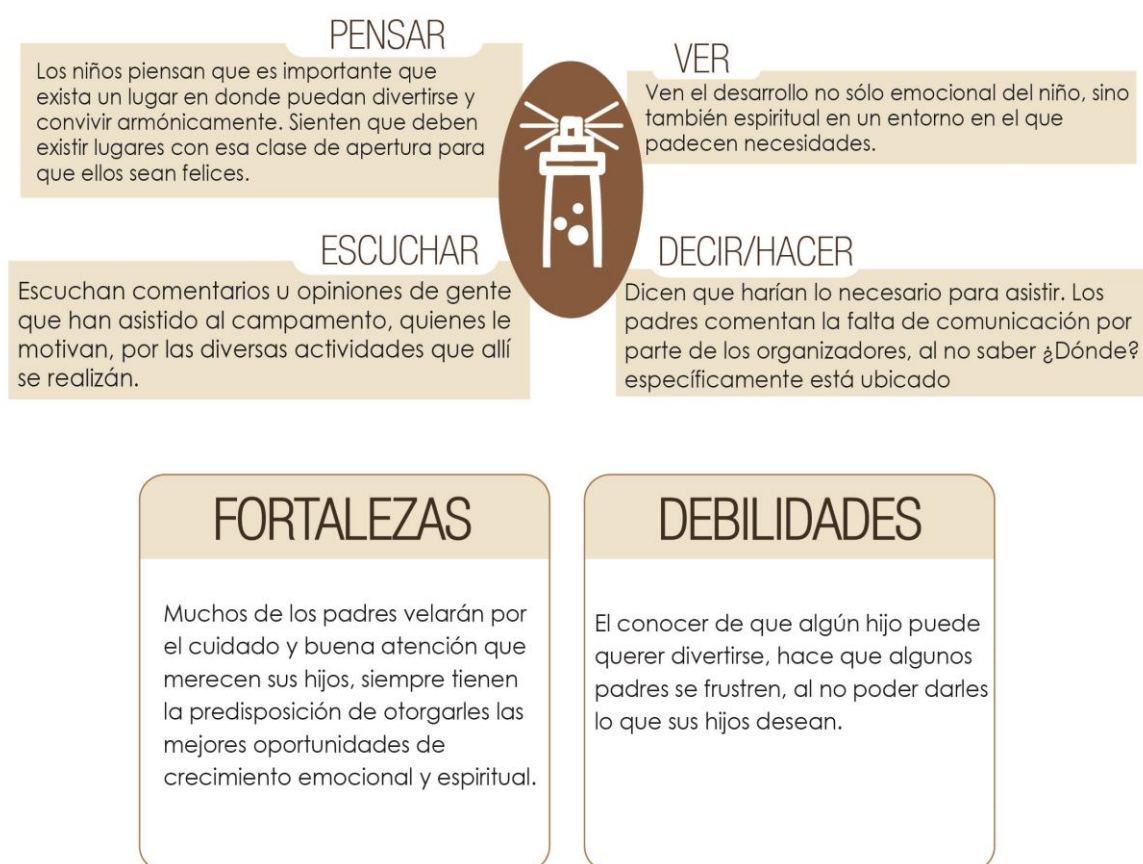 PENSAR
Los niños piensan que es importante que
exista un lugar en donde puedan divertirse y
convivir armónicamente. Sienten que deben
existir lugares con esa clase de apertura para
que ellos sean felices.
VER
Ven el desarrollo no sólo emocional del niño, sino
también espiritual en un entorno en el que
padecen necesidades.
ESCUCHAR
Escuchan comentarios u opiniones de gente
que han asistido al campamento, quienes le
motivan, por las diversas actividades que allí
se realizán.
DECIR/HACER
Dicen que harían lo necesario para asistir. Los
padres comentan la falta de comunicación por
parte de los organizadores, al no saber ¿Dónde?
específicamente está ubicado
FORTALEZAS
Muchos de los padres velarán por
el cuidado y buena atención que
merecen sus hijos, siempre tienen
la predisposición de otorgarles las
mejores oportunidades de
crecimiento emocional y espiritual.
DEBILIDADES
El conocer de que algún hijo puede
querer divertirse, hace que algunos
padres se frustren, al no poder darles
lo que sus hijos desean.